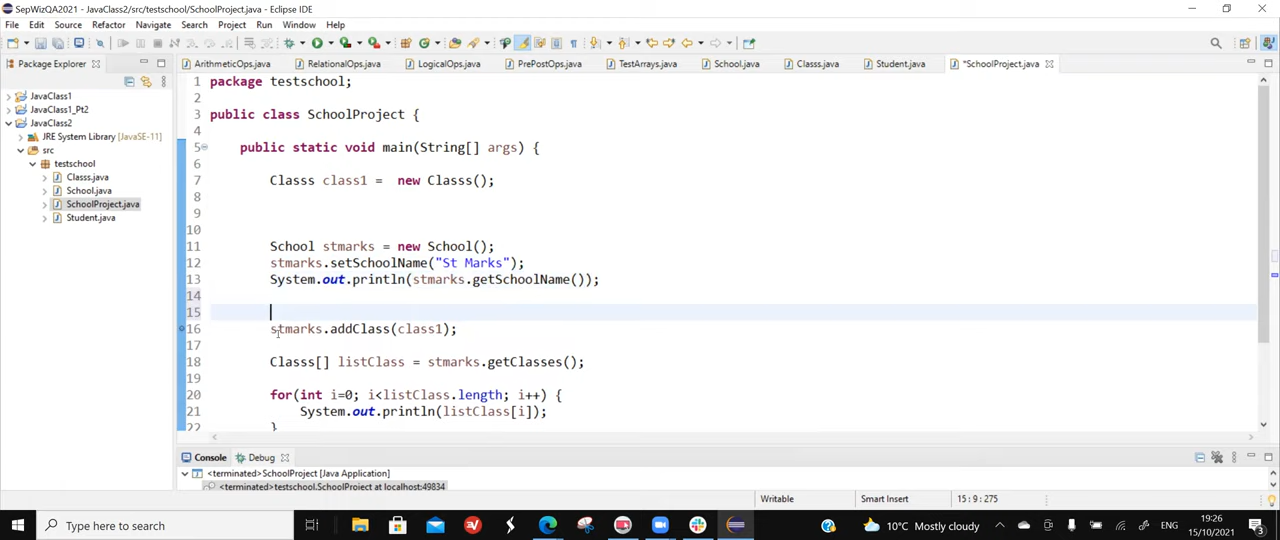 SepWizQA2021 - JavaClass2/src/testschool/SchoolProject.java - Eclipse IDE
File Edit Source Refactor Navigate Search Project Run Window Help
Package Explorer
ArithmeticOps.java RelationalOps.java LogicalOps.java PrePostOps.java TestArrays.java School.java Classs.java Student.java *SchoolProject.java
JavaClass1
JavaClass1_Pt2
JavaClass2
JRE System Library [JavaSE-11]
src
testschool
Classs.java
School.java
SchoolProject.java
Student.java
1 package testschool;
2
3 public class SchoolProject {
4
5 public static void main(String[] args) {
6
7 Classs class1 =  new Classs();
8
9
10
11 School stmarks = new School();
12 stmarks.setSchoolName("St Marks");
13 System.out.println(stmarks.getSchoolName());
14
15
16 stmarks.addClass(class1);
17
18 Classs[] listClass = stmarks.getClasses();
19
20 for(int i=0; i<listClass.length; i++) {
21 System.out.println(listClass[i]);
22 }
Console Debug
<terminated>SchoolProject [Java Application]
<terminated>testschool.SchoolProject at localhost:49834
Writable Smart Insert 15 : 9 : 275
Type here to search
10°C Mostly cloudy ENG
19:26
15/10/2021
3